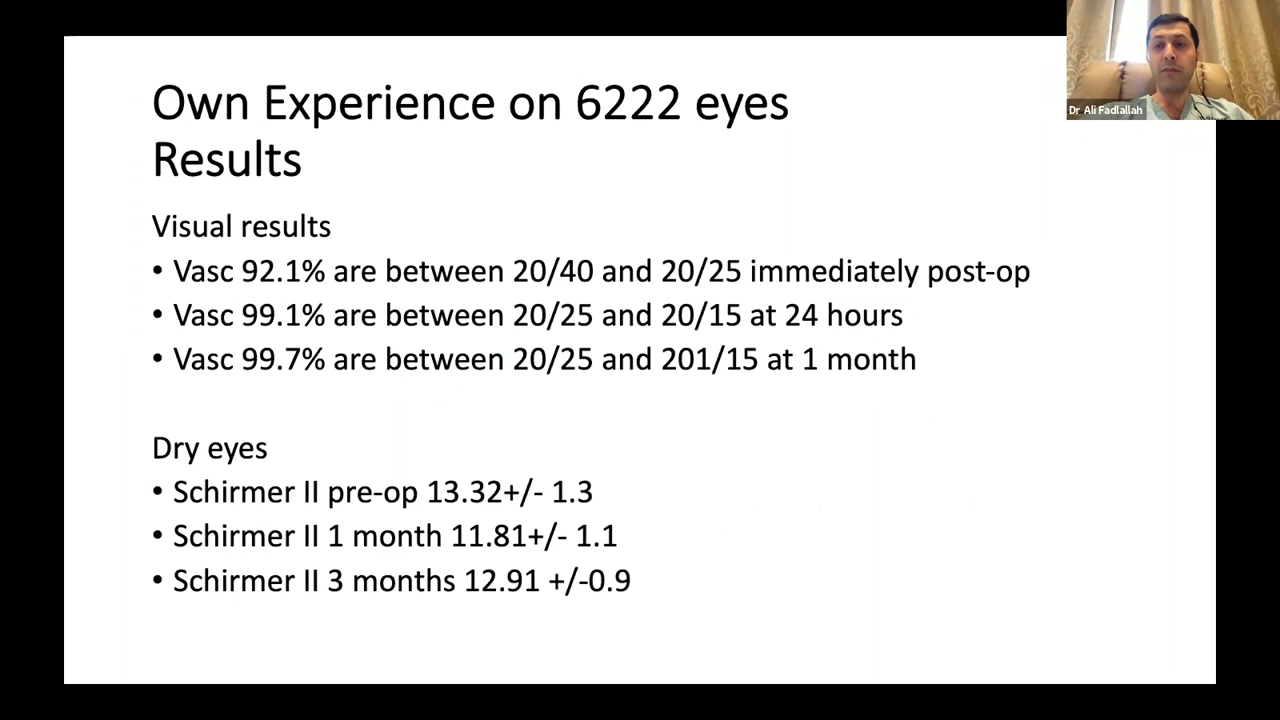 Own Experience on 6222 eyes
Results
Dr Ali Fadlallah
Visual results
• Vasc 92.1% are between 20/40 and 20/25 immediately post-op
• Vasc 99.1% are between 20/25 and 20/15 at 24 hours
• Vasc 99.7% are between 20/25 and 201/15 at 1 month
Dry eyes
• Schirmer II pre-op 13.32+/- 1.3
• Schirmer II 1 month 11.81+/- 1.1
• Schirmer II 3 months 12.91 +/-0.9